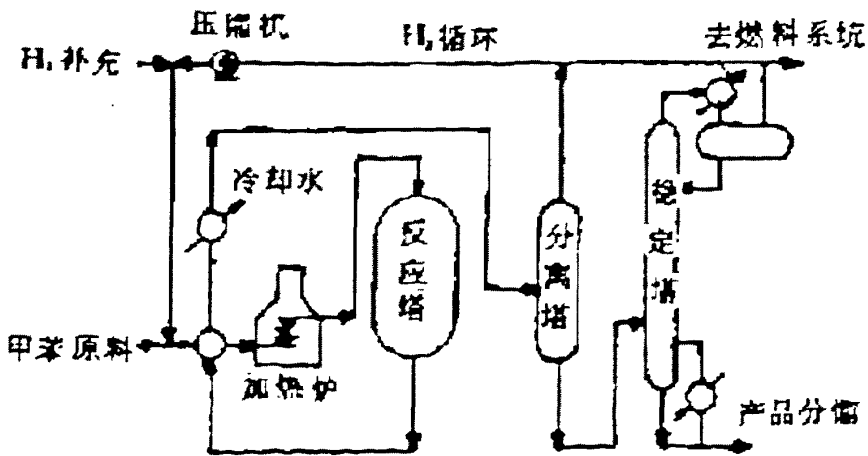 压缩机
H₂循环
去燃料系统
H₂补充
冷却水
反应塔
分离塔
稳定塔
甲苯原料
加热炉
产品分馏